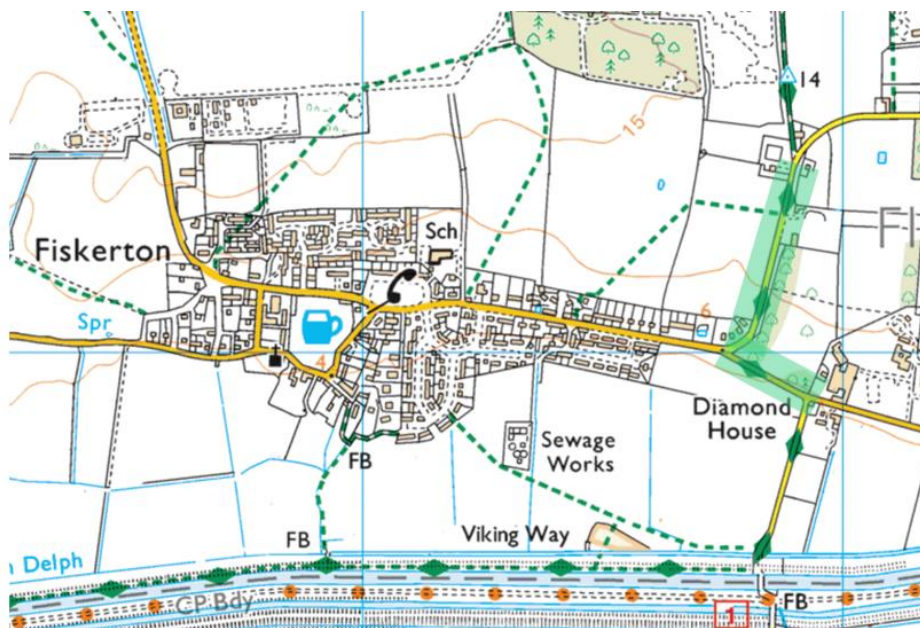 14
15
Sch
Fiskerton
Spr
6
4
Diamond
House
Sewage
Works
FB
FB
Viking Way
Delph
CP Bdy
1
FB